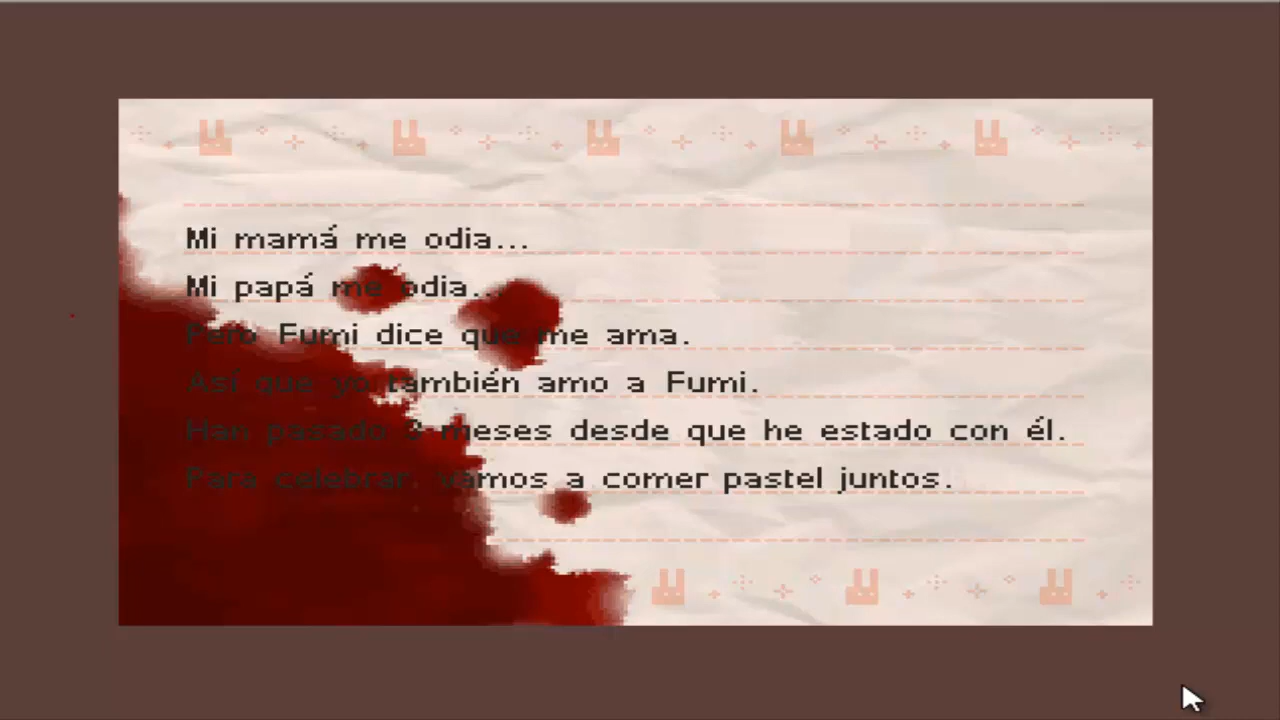 Mi mamá me odia...
Mi papá me odia...
Pero Fumi dice que me ama.
Así que yo también amo a Fumi.
Han pasado 3 meses desde que he estado con él.
Para celebrar, vamos a comer pastel juntos.